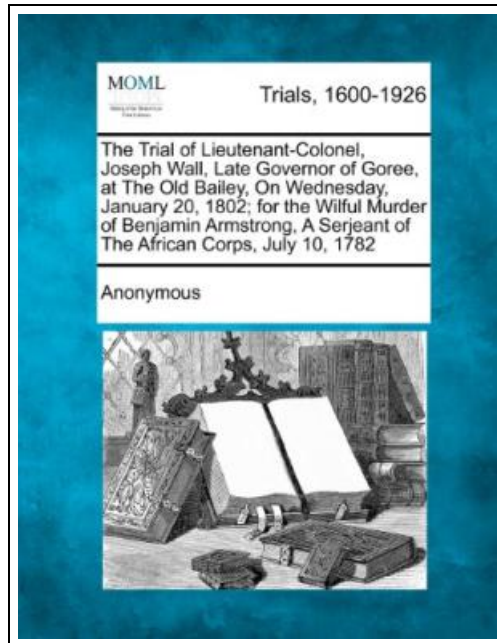 MOML
Trials, 1600-1926
The Trial of Lieutenant-Colonel,
Joseph Wall, Late Governor of Goree,
at The Old Bailey, On Wednesday,
January 20, 1802; for the Wilful Murder
of Benjamin Armstrong, A Serjeant of
The African Corps, July 10, 1782
Anonymous